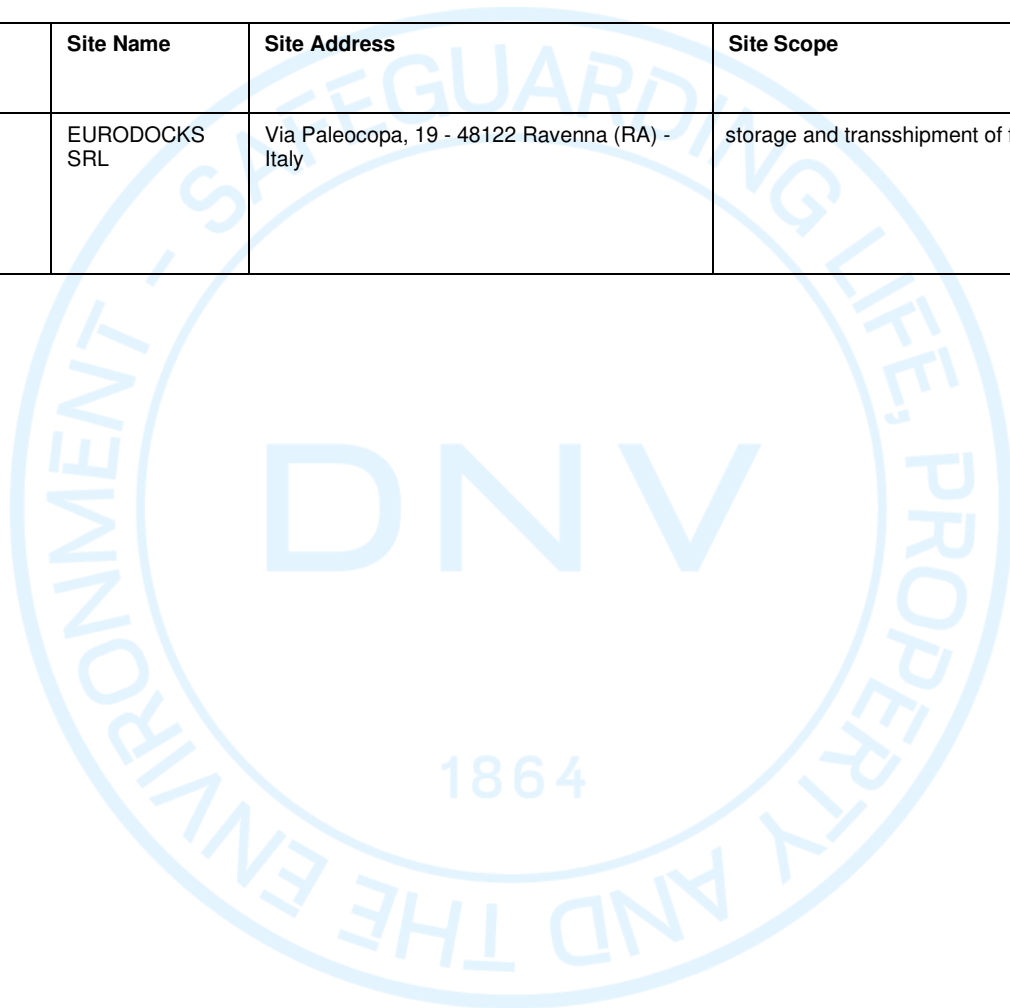 Site Name Site Address Site Scope
EURODOCKS Via Paleocopa, 19 - 48122 Ravenna (RA) - storage and transshipment of
SRL Italy
SAFEGUARDING LIFE, PROPERTY AND THE ENVIRONMENT -
DNV
1864